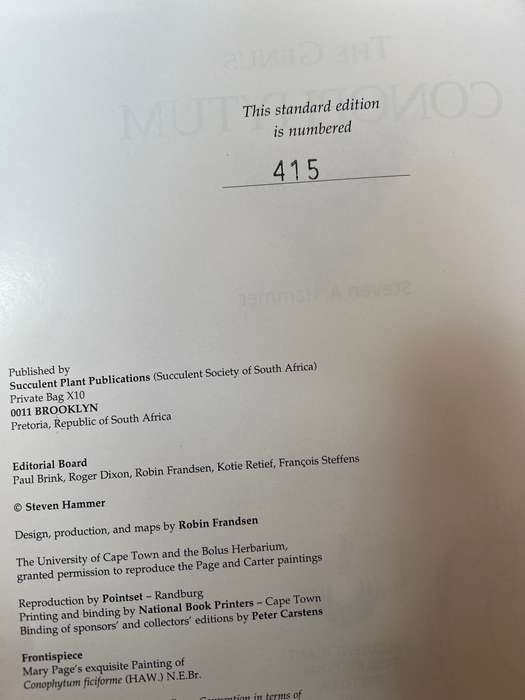 This standard edition
is numbered
415
Published by
Succulent Plant Publications (Succulent Society of South Africa)
Private Bag X10
0011 BROOKLYN
Pretoria, Republic of South Africa
Editorial Board
Paul Brink, Roger Dixon, Robin Frandsen, Kotie Retief, François Steffens
© Steven Hammer
Design, production, and maps by Robin Frandsen
The University of Cape Town and the Bolus Herbarium,
granted permission to reproduce the Page and Carter paintings
Reproduction by Pointset – Randburg
Printing and binding by National Book Printers – Cape Town
Binding of sponsors' and collectors' editions by Peter Carstens
Frontispiece
Mary Page's exquisite Painting of
Conophytum ficiforme (HAW.) N.E.Br.
in terms of